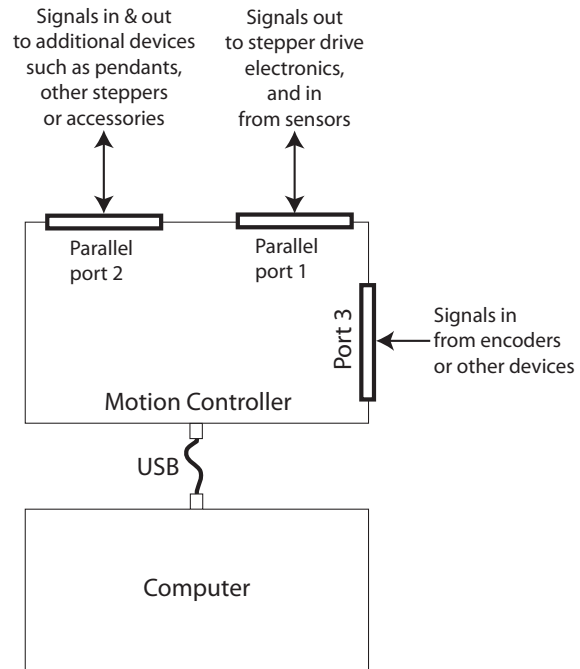 Signals in & out
to additional devices
such as pendants,
other steppers
or accessories
Signals out
to stepper drive
electronics,
and in
from sensors
Parallel
port 2
Parallel
port 1
Port 3
Signals in
from encoders
or other devices
Motion Controller
USB
Computer